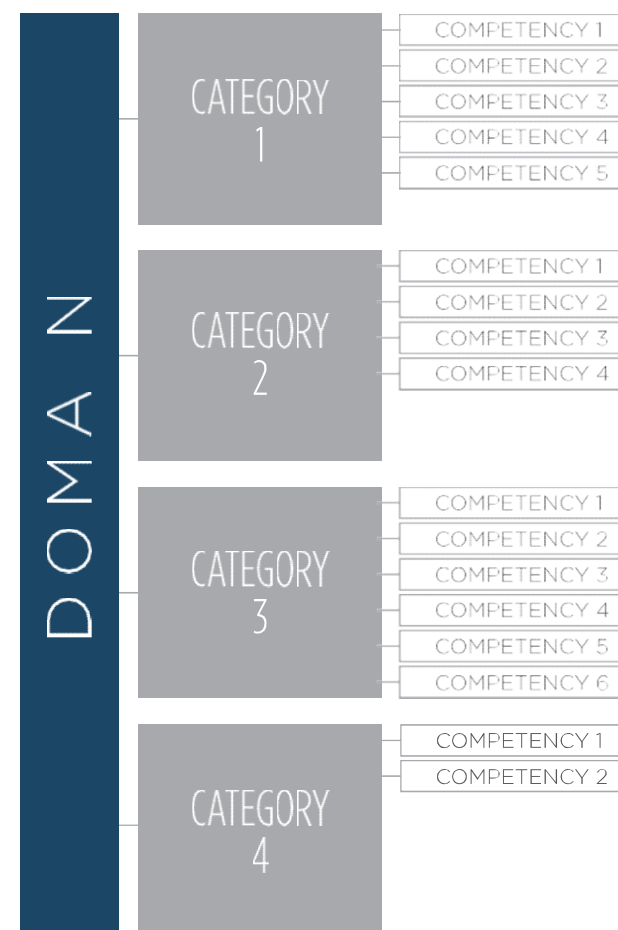 DOMA N
CATEGORY
1
COMPETENCY 1
COMPETENCY 2
COMPETENCY 3
COMPETENCY 4
COMPETENCY 5
CATEGORY
2
COMPETENCY 1
COMPETENCY 2
COMPETENCY 3
COMPETENCY 4
CATEGORY
3
COMPETENCY 1
COMPETENCY 2
COMPETENCY 3
COMPETENCY 4
COMPETENCY 5
COMPETENCY 6
CATEGORY
4
COMPETENCY 1
COMPETENCY 2